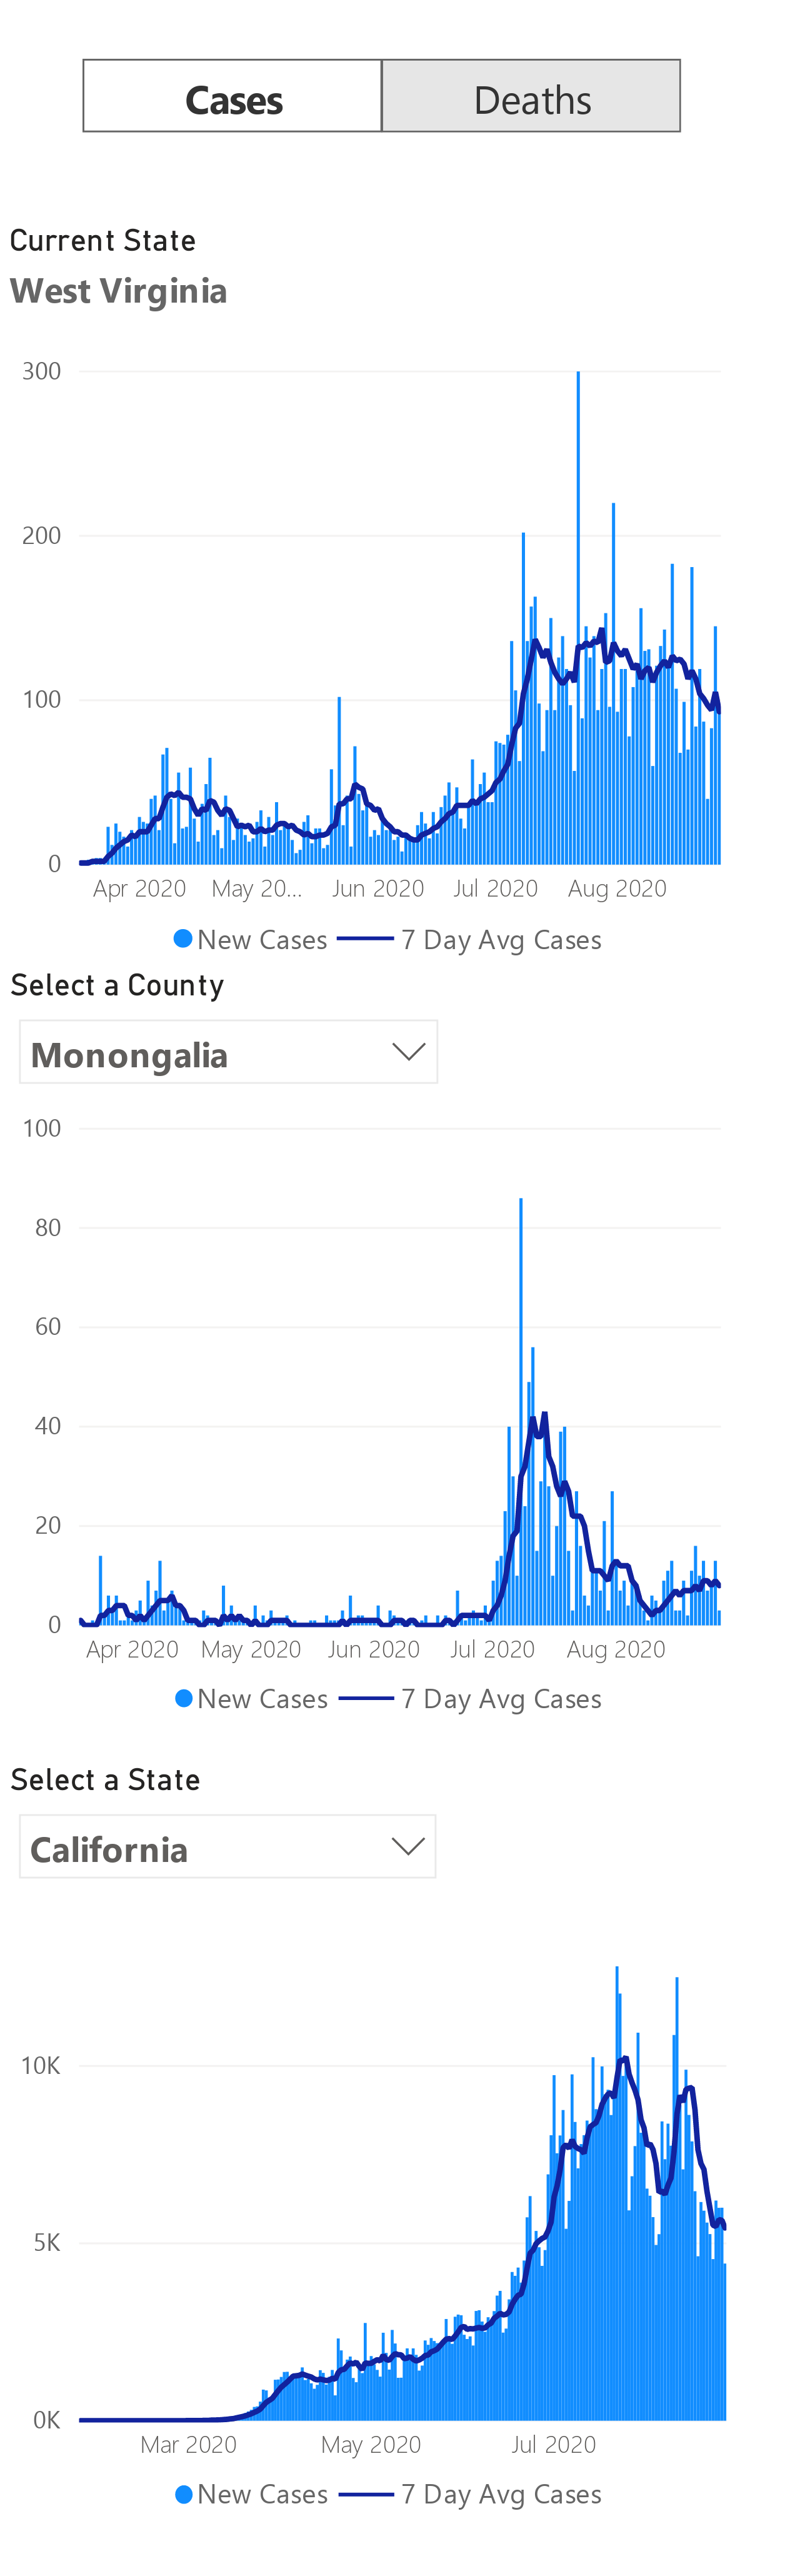 Cases Deaths
Current State
West Virginia
300
200
100
0
Apr 2020 May 20... Jun 2020 Jul 2020 Aug 2020
New Cases 7 Day Avg Cases
Select a County
Monongalia
100
80
60
40
20
0
Apr 2020 May 2020 Jun 2020 Jul 2020 Aug 2020
New Cases 7 Day Avg Cases
Select a State
California
10K
5K
0K
Mar 2020 May 2020 Jul 2020
New Cases 7 Day Avg Cases